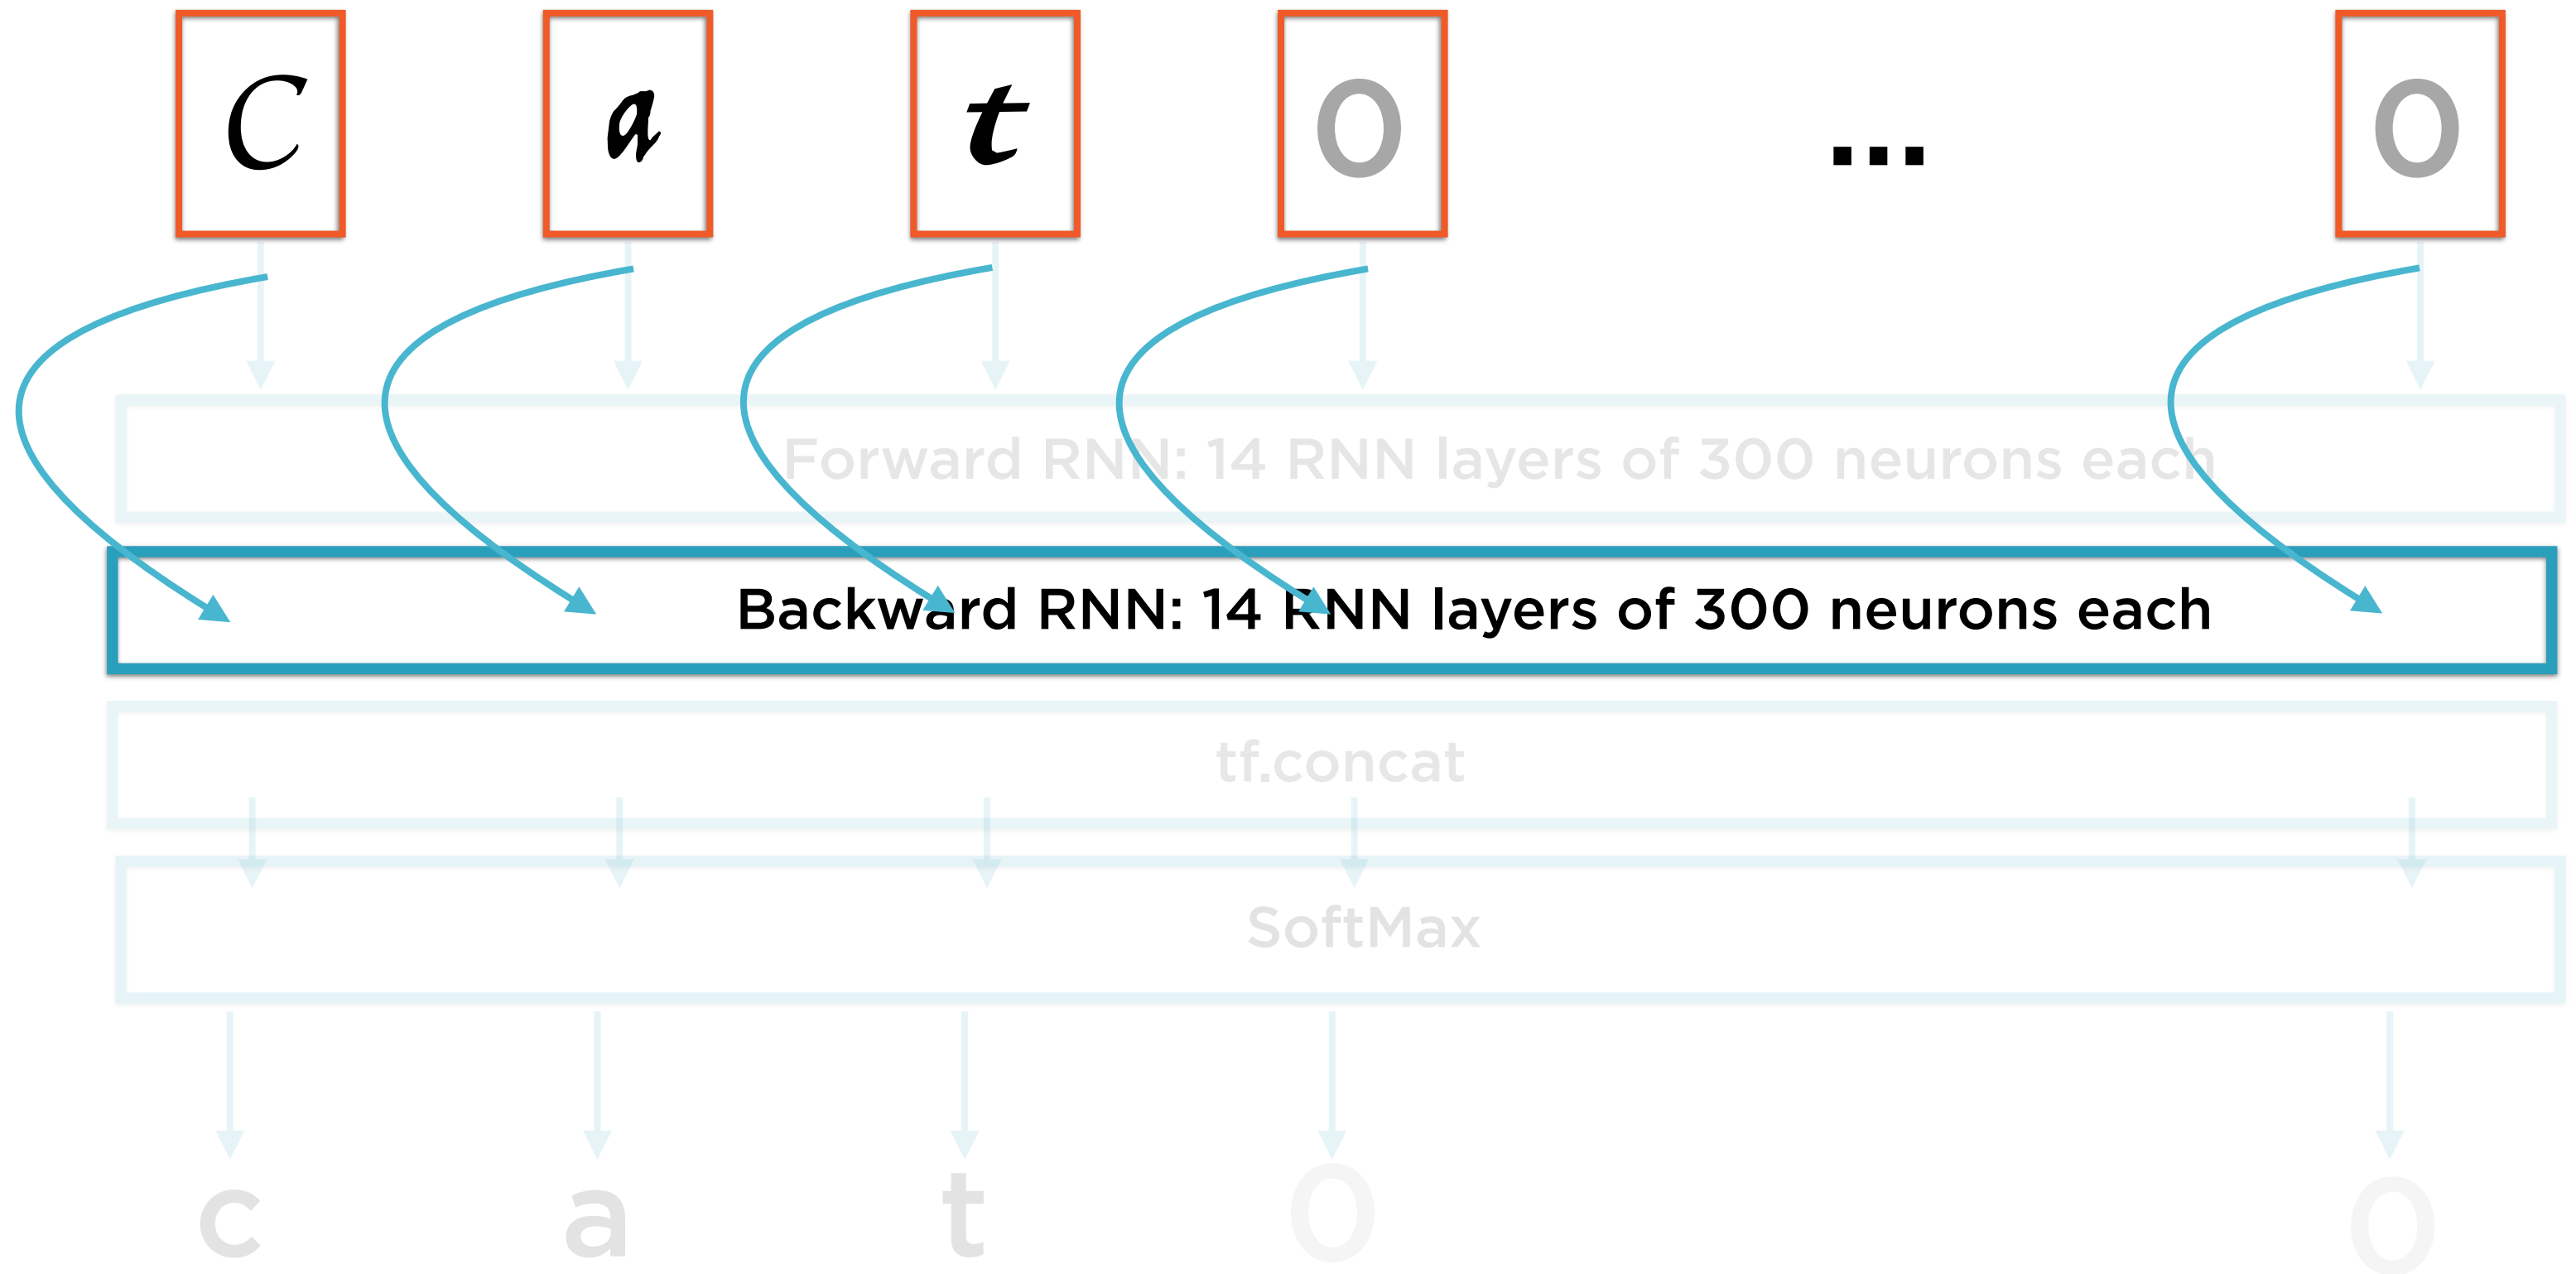 C a t 0 ... 0
Forward RNN: 14 RNN layers of 300 neurons each
Backward RNN: 14 RNN layers of 300 neurons each
tf.concat
SoftMax
c a t 0 0